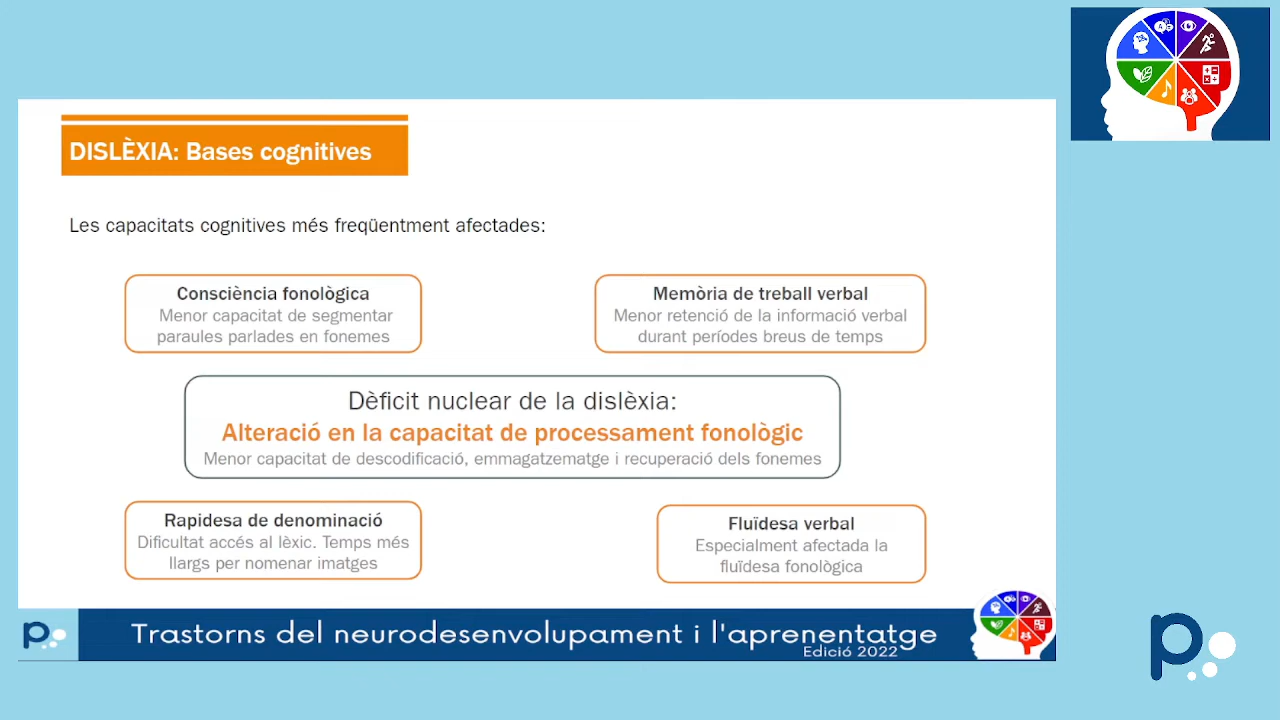 DISLÈXIA: Bases cognitives
Les capacitats cognitives més freqüentment afectades:
Consciència fonològica
Menor capacitat de segmentar
paraules parlades en fonemes
Memòria de treball verbal
Menor retenció de la informació verbal
durant períodes breus de temps
Dèficit nuclear de la dislèxia:
Alteració en la capacitat de processament fonològic
Menor capacitat de descodificació, emmagatzematge i recuperació dels fonemes
Rapidesa de denominació
Dificultat accés al lèxic. Temps més
llargs per nomenar imatges
Fluïdesa verbal
Especialment afectada la
fluïdesa fonològica
p
Trastorns del neurodesenvolupament i l'aprenentatge
Edició 2022
p